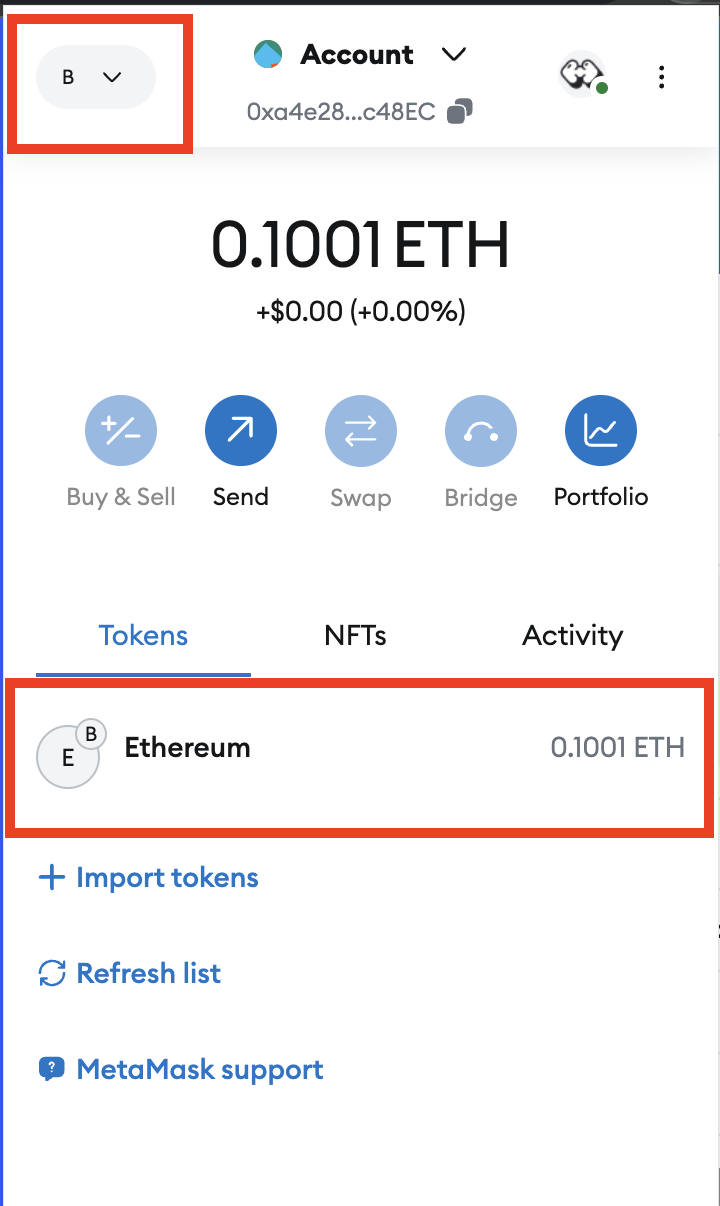 B
Account
0xa4e28...c48EC
0.1001 ETH
+$0.00 (+0.00%)
Buy & Sell
Send
Swap
Bridge
Portfolio
Tokens
NFTs
Activity
E
B
Ethereum
0.1001 ETH
+ Import tokens
Refresh list
? MetaMask support